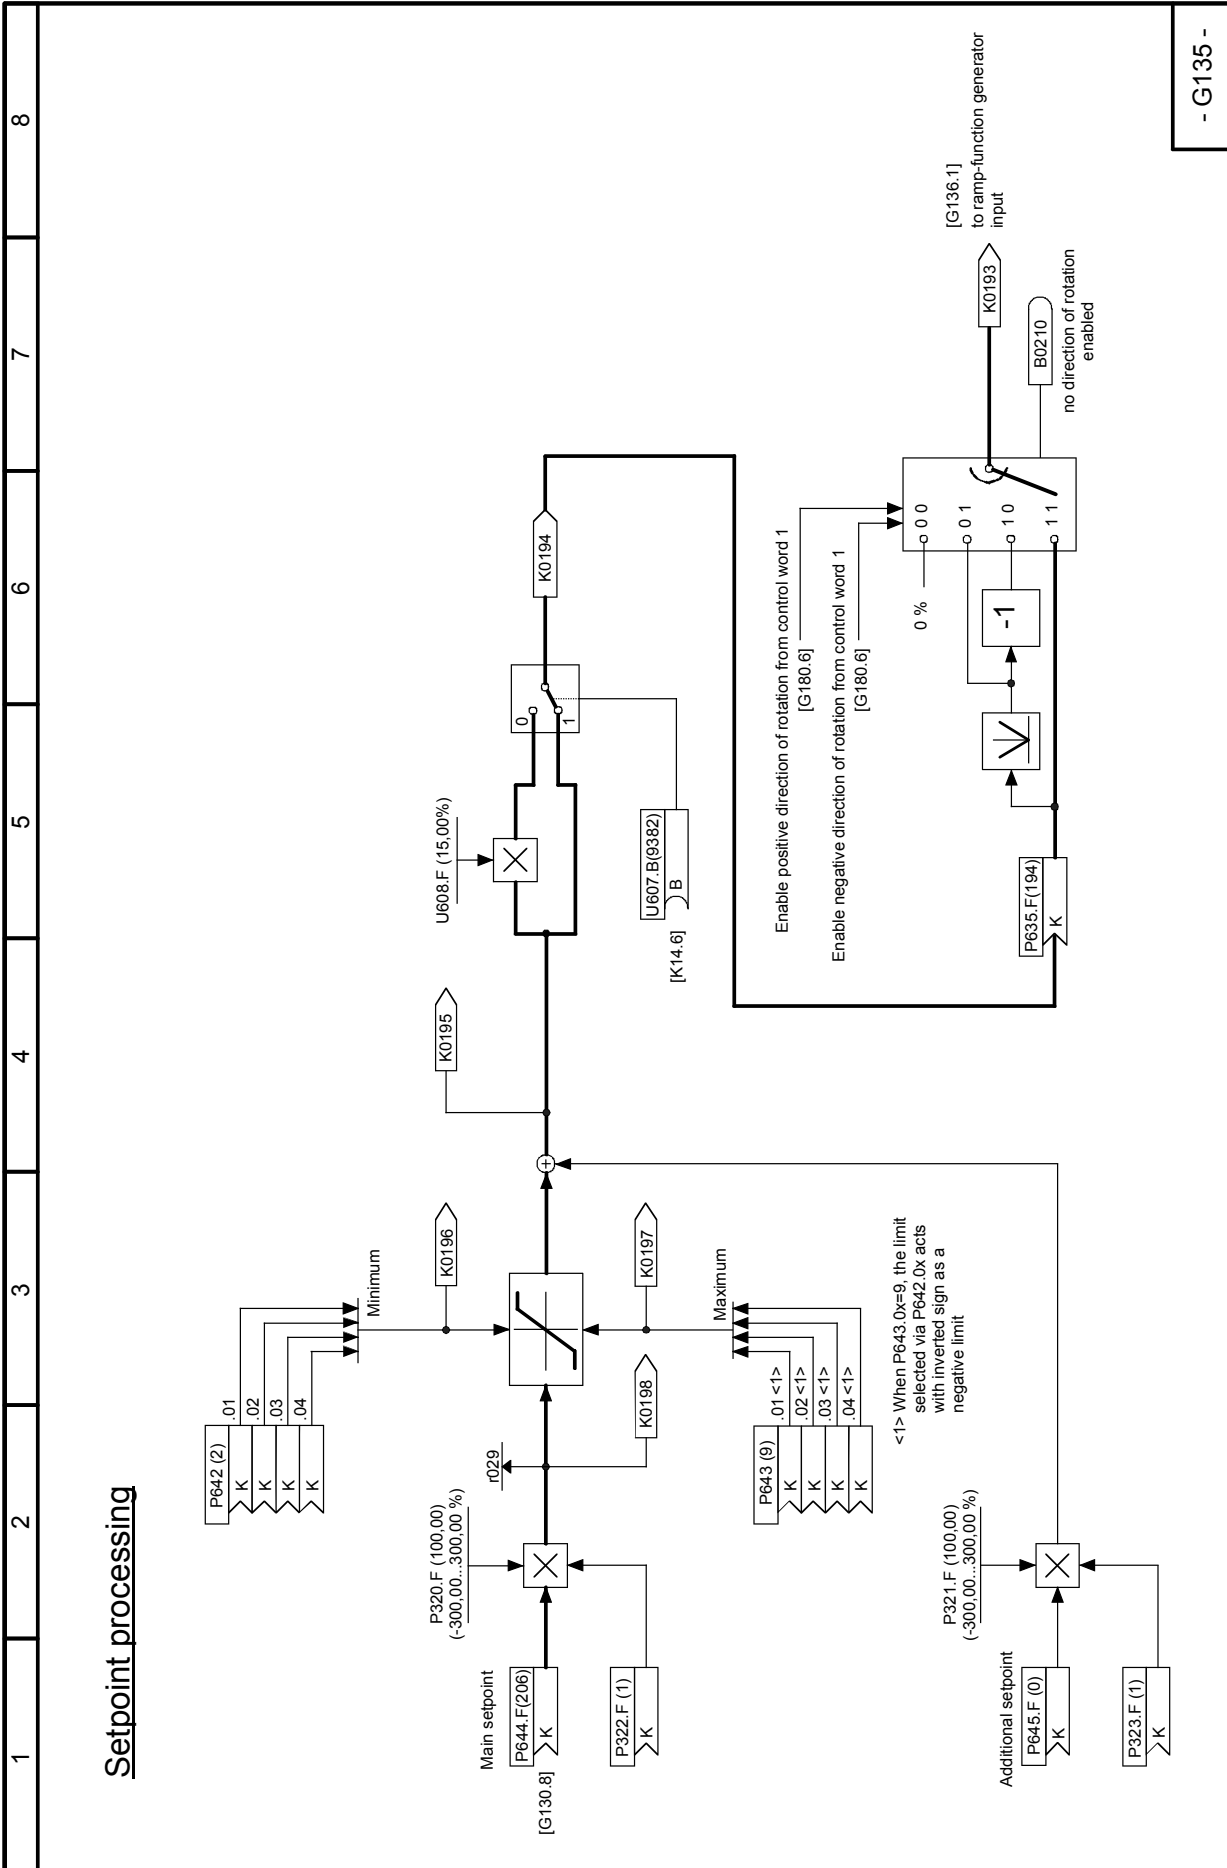 1
2
3
4
5
6
7
8
Setpoint processing
P642 (2)
K
K
K
K
.01
.02
.03
.04
Minimum
K0196
K0195
U608.F (15,00%)
0
1
K0194
Main setpoint
P644.F(206)
K
[G130.8]
P320.F (100,00)
(-300,00...300,00 %)
r029
P322.F (1)
K
K0198
K0197
U607.B(9382)
B
[K14.6]
Maximum
P643 (9)
K
K
K
K
.01 <1>
.02 <1>
.03 <1>
.04 <1>
<1> When P643.0x=9, the limit
selected via P642.0x acts
with inverted sign as a
negative limit
Enable positive direction of rotation from control word 1
[G180.6]
Enable negative direction of rotation from control word 1
[G180.6]
0 %
0 0
0 1
1 0
1 1
-1
K0193
[G136.1]
to ramp-function generator
input
B0210
no direction of rotation
enabled
P635.F(194)
K
Additional setpoint
P645.F (0)
K
P321.F (100,00)
(-300,00...300,00 %)
P323.F (1)
K
- G135 -